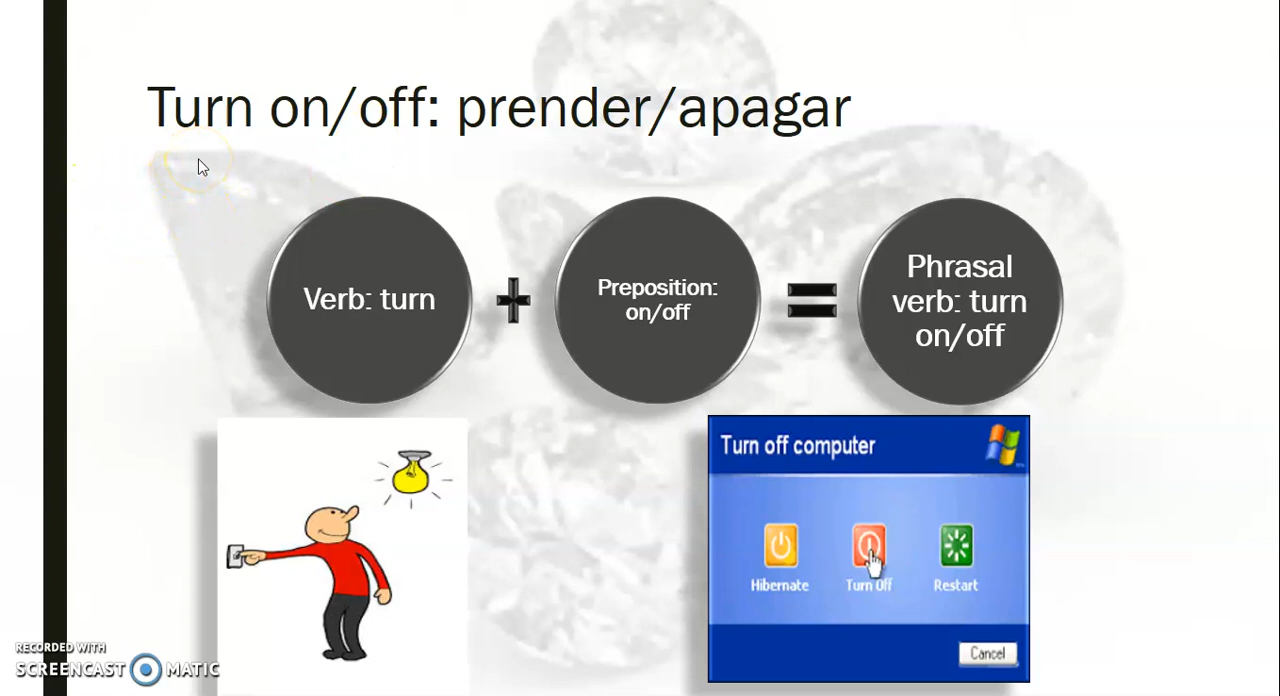 Turn on/off: prender/apagar
Verb: turn
Preposition:
on/off
Phrasal
verb: turn
on/off
Turn off computer
Hibernate
Turn Off
Restart
Cancel
RECORDED WITH
SCREENCAST MATIC